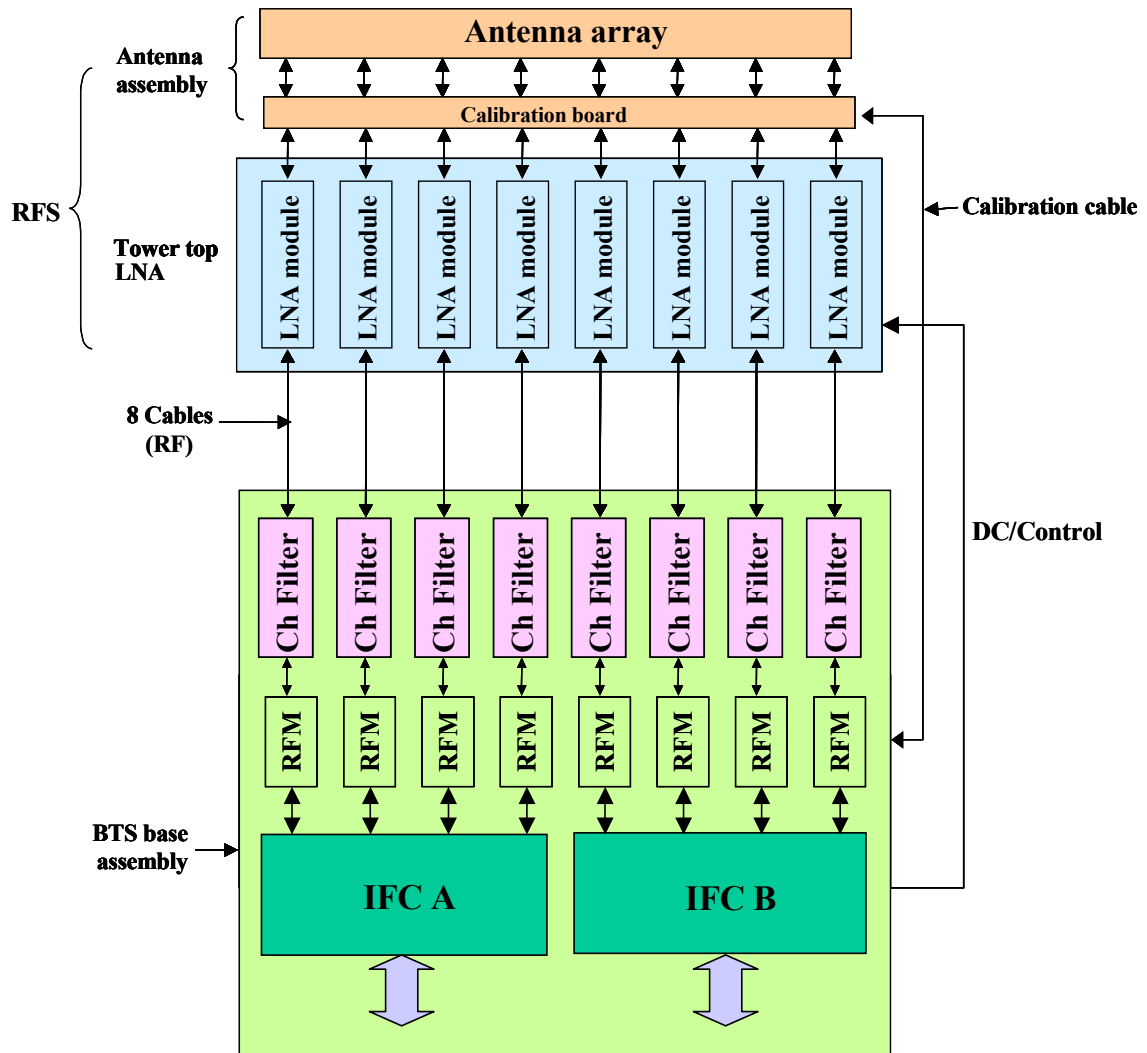 Antenna array
Antenna
assembly
Calibration board
RFS
Calibration cable
Tower top
LNA
LNA module
LNA module
LNA module
LNA module
LNA module
LNA module
LNA module
LNA module
8 Cables
(RF)
DC/Control
Ch Filter
Ch Filter
Ch Filter
Ch Filter
Ch Filter
Ch Filter
Ch Filter
Ch Filter
RFM
RFM
RFM
RFM
RFM
RFM
RFM
RFM
BTS base
assembly
IFC A
IFC B